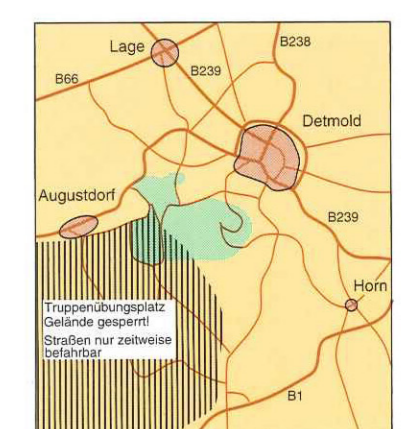 Lage
B238
B66
B239
Detmold
Augustdorf
B239
Horn
Truppenübungsplatz
Gelände gesperrt!
Straßen nur zeitweise
befahrbar
B1